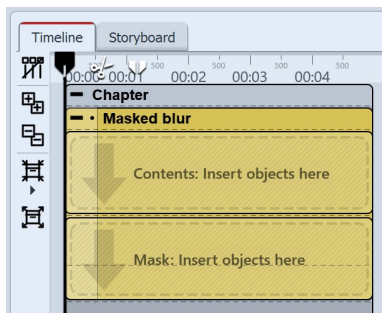 Timeline Storyboard
500 500 500 500 500
00:00 00:01 00:02 00:03 00:04
Chapter
Masked blur
Contents: Insert objects here
Mask: Insert objects here